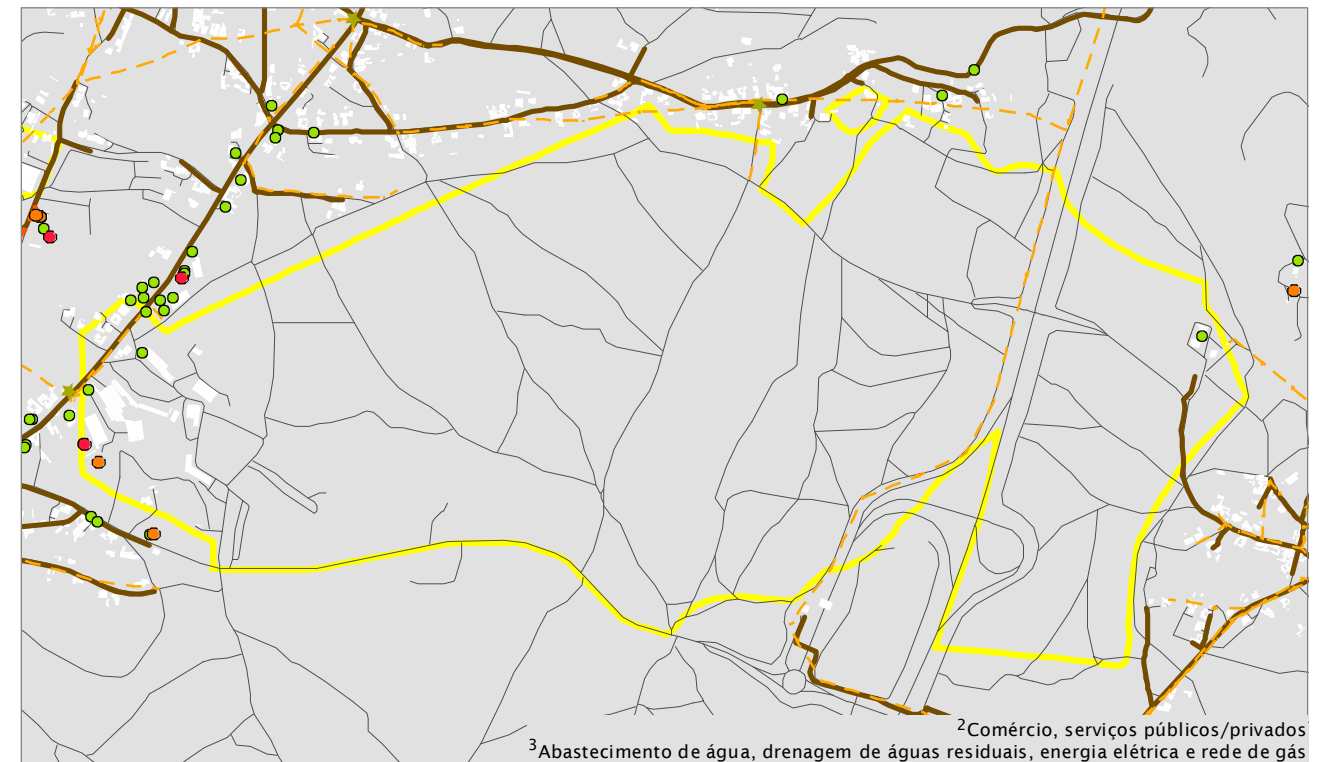 ²Comércio, serviços públicos/privados
³Abastecimento de água, drenagem de águas residuais, energia elétrica e rede de gás